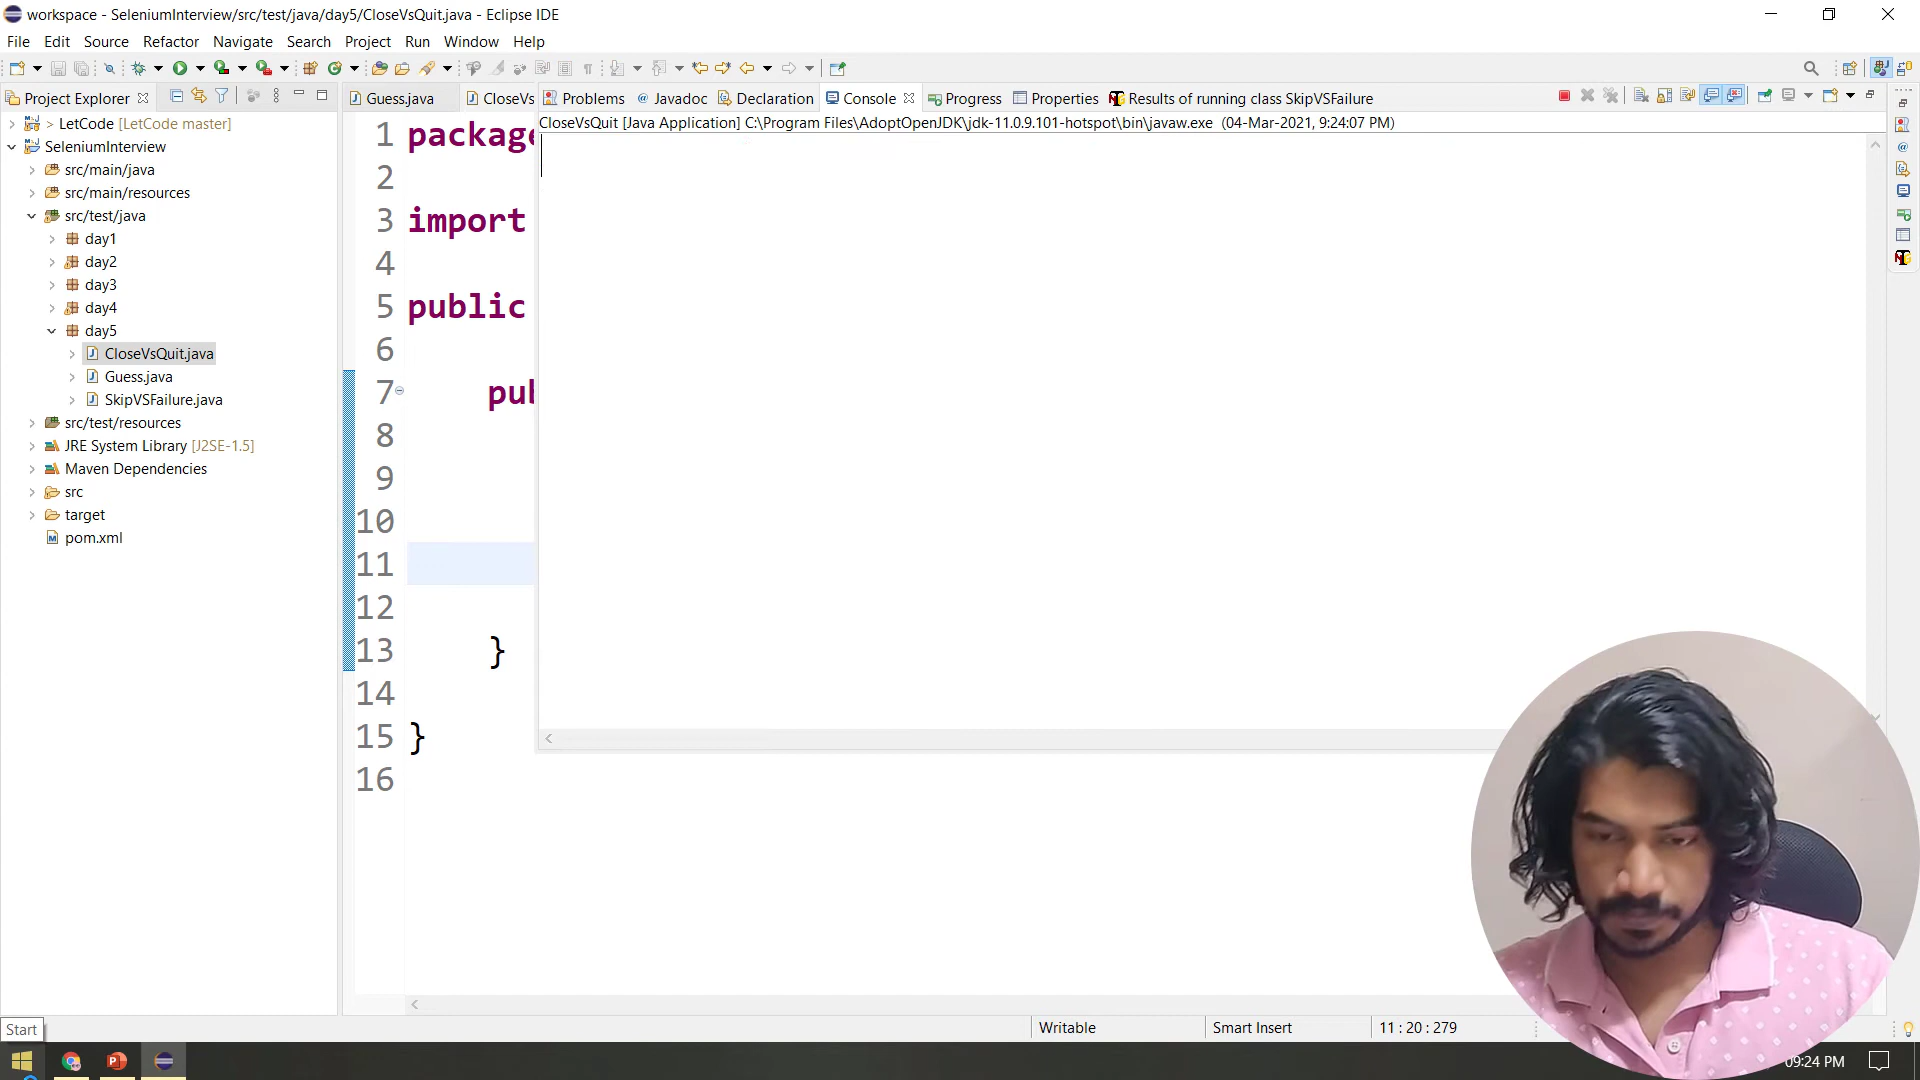 workspace - SeleniumInterview/src/test/java/day5/CloseVsQuit.java - Eclipse IDE
File Edit Source Refactor Navigate Search Project Run Window Help
Project Explorer
Guess.java
CloseVs
Problems
Javadoc
Declaration
Console
Progress
Properties
Results of running class SkipVSFailure
CloseVsQuit [Java Application] C:\Program Files\AdoptOpenJDK\jdk-11.0.9.101-hotspot\bin\javaw.exe (04-Mar-2021, 9:24:07 PM)
> LetCode [LetCode master]
SeleniumInterview
src/main/java
src/main/resources
src/test/java
day1
day2
day3
day4
day5
CloseVsQuit.java
Guess.java
SkipVSFailure.java
src/test/resources
JRE System Library [J2SE-1.5]
Maven Dependencies
src
target
pom.xml
1 package
2
3 import
4
5 public
6
7 pub
8
9
10
11
12
13 }
14
15 }
16
Writable
Smart Insert
11 : 20 : 279
Start
09:24 PM